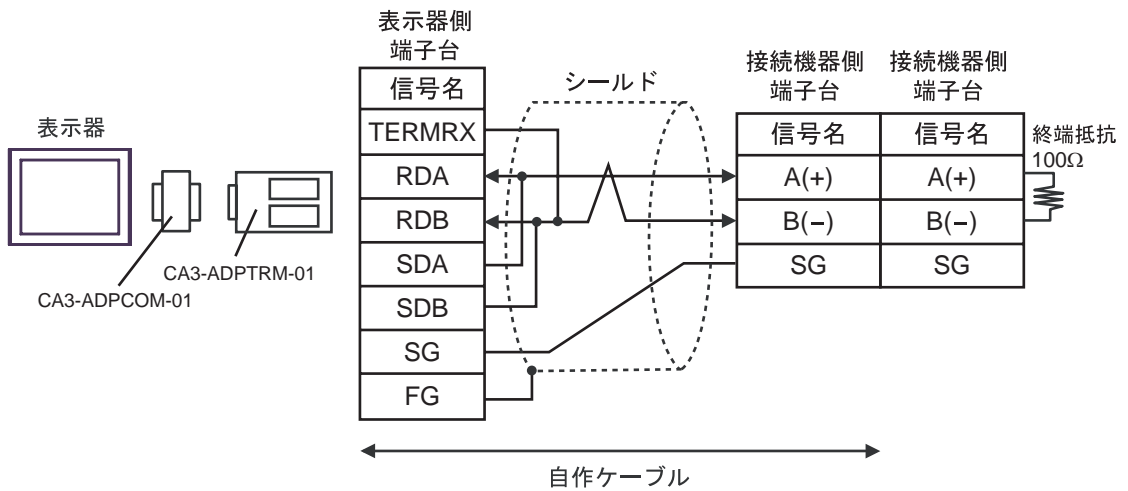 表示器
CA3-ADPCOM-01
CA3-ADPTRM-01
表示器側
端子台
信号名
TERMRX
RDA
RDB
SDA
SDB
SG
FG
シールド
接続機器側
端子台
信号名
A(+)
B(−)
SG
接続機器側
端子台
信号名
A(+)
B(−)
SG
終端抵抗
100Ω
自作ケーブル